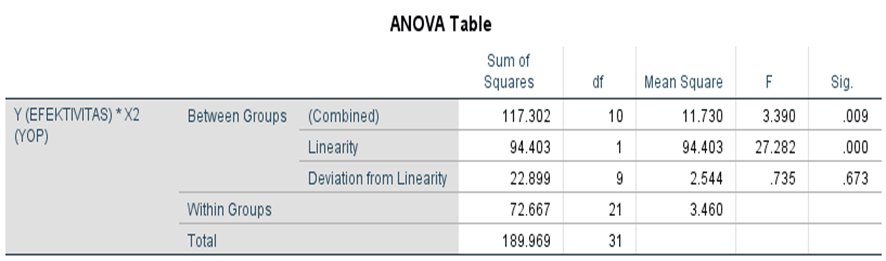 ANOVA Table
Sum of Squares df Mean Square F Sig.
Y (EFEKTIVITAS) * X2 (YOP) Between Groups (Combined) 117.302 10 11.730 3.390 .009
Linearity 94.403 1 94.403 27.282 .000
Deviation from Linearity 22.899 9 2.544 .735 .673
Within Groups 72.667 21 3.460
Total 189.969 31